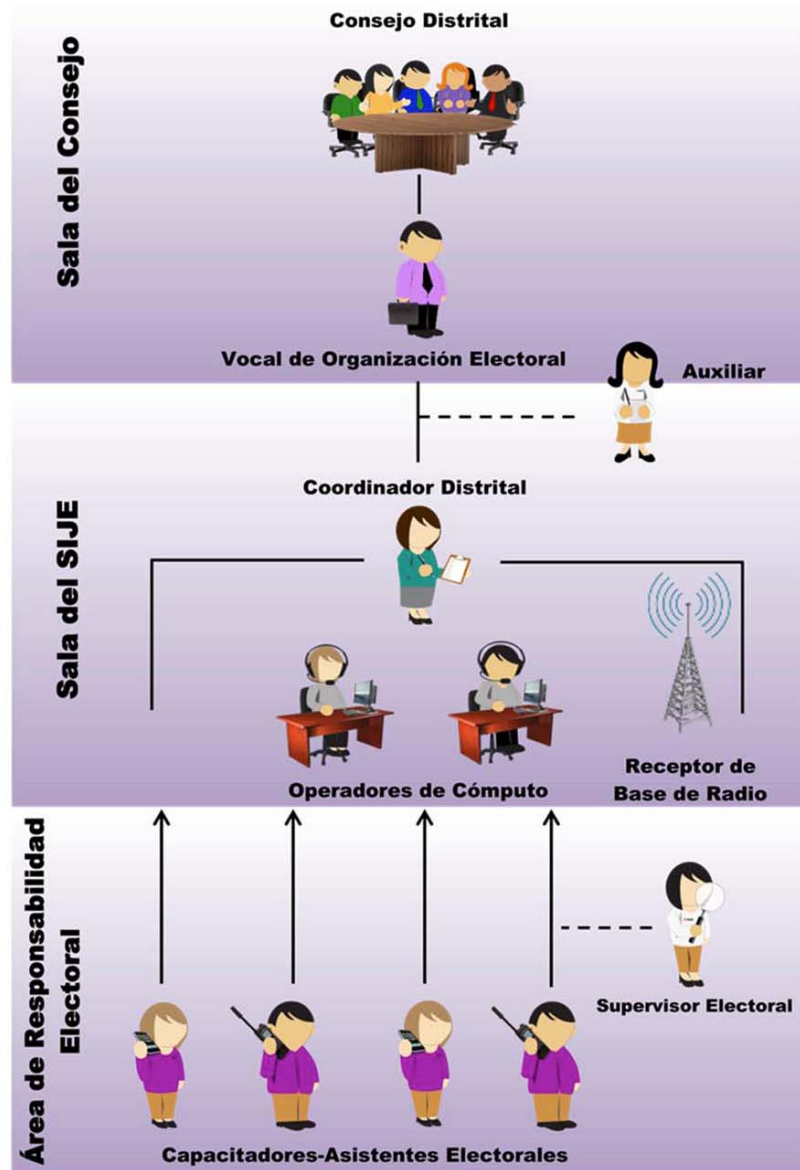 Sala del Consejo
Consejo Distrital
Vocal de Organización Electoral
Auxiliar
Sala del SIJE
Coordinador Distrital
Operadores de Cómputo
Receptor de
Base de Radio
Área de Responsabilidad
Electoral
Supervisor Electoral
Capacitadores-Asistentes Electorales